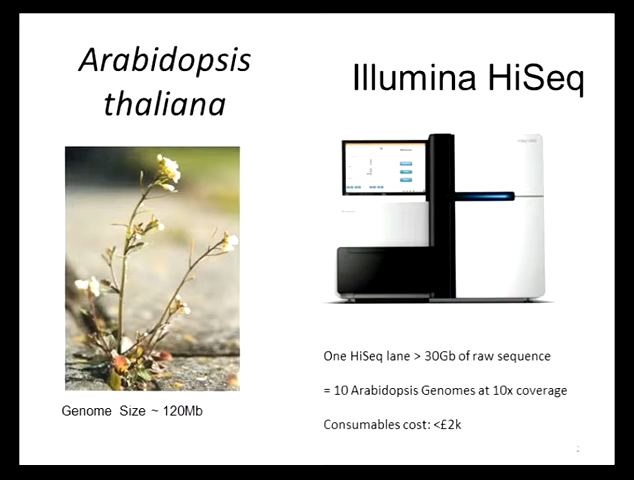 Arabidopsis
thaliana
Illumina HiSeq
Genome Size ~ 120Mb
One HiSeq lane > 30Gb of raw sequence
= 10 Arabidopsis Genomes at 10x coverage
Consumables cost: <£2k